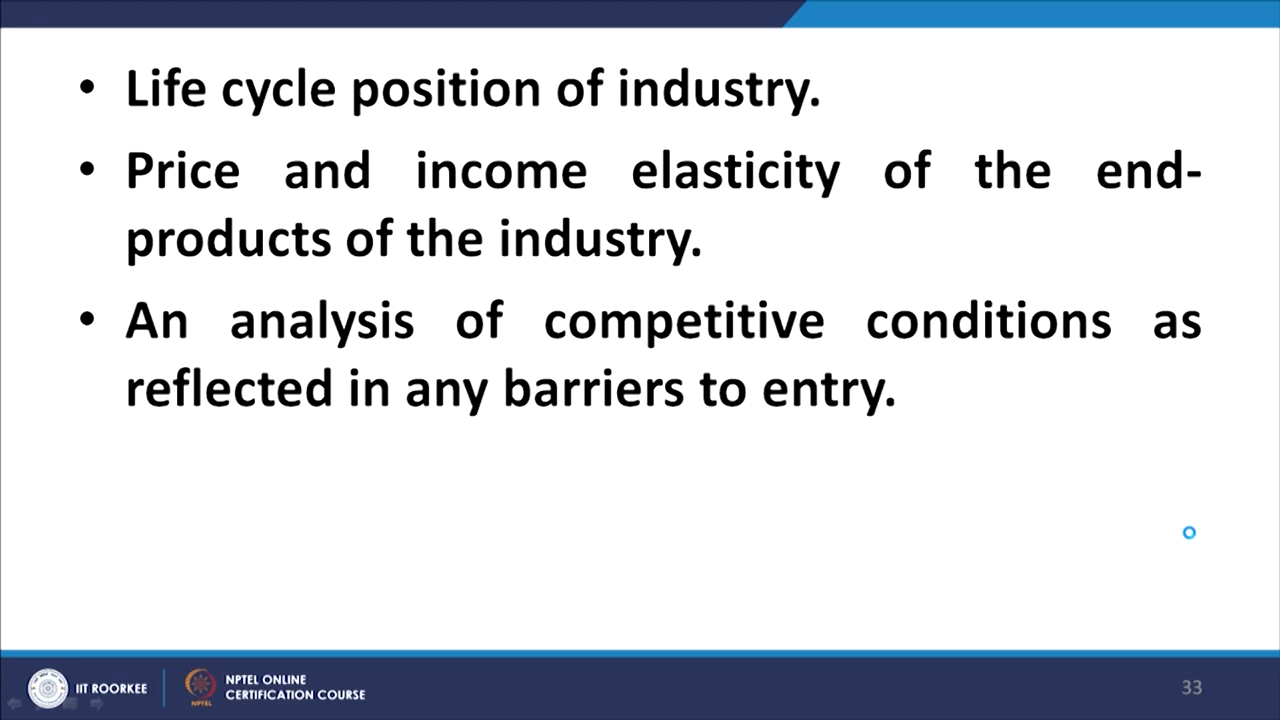 • Life cycle position of industry.
• Price and income elasticity of the end-
products of the industry.
• An analysis of competitive conditions as
reflected in any barriers to entry.
IIT ROORKEE
NPTEL
NPTEL ONLINE
CERTIFICATION COURSE
33